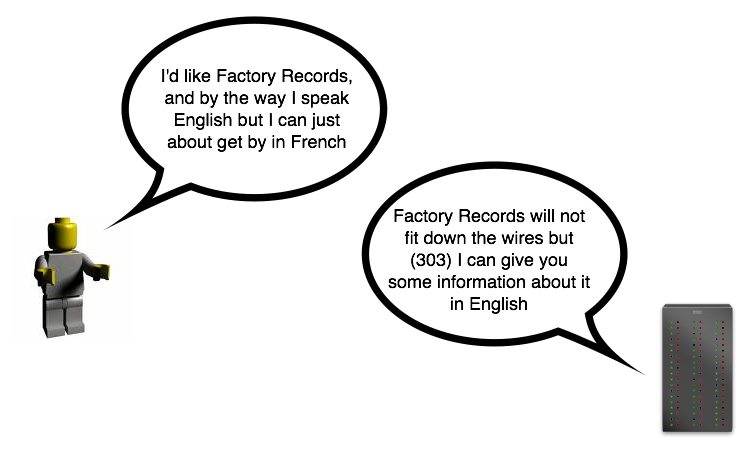 I'd like Factory Records,
and by the way I speak
English but I can just
about get by in French
Factory Records will not
fit down the wires but
(303) I can give you
some information about it
in English